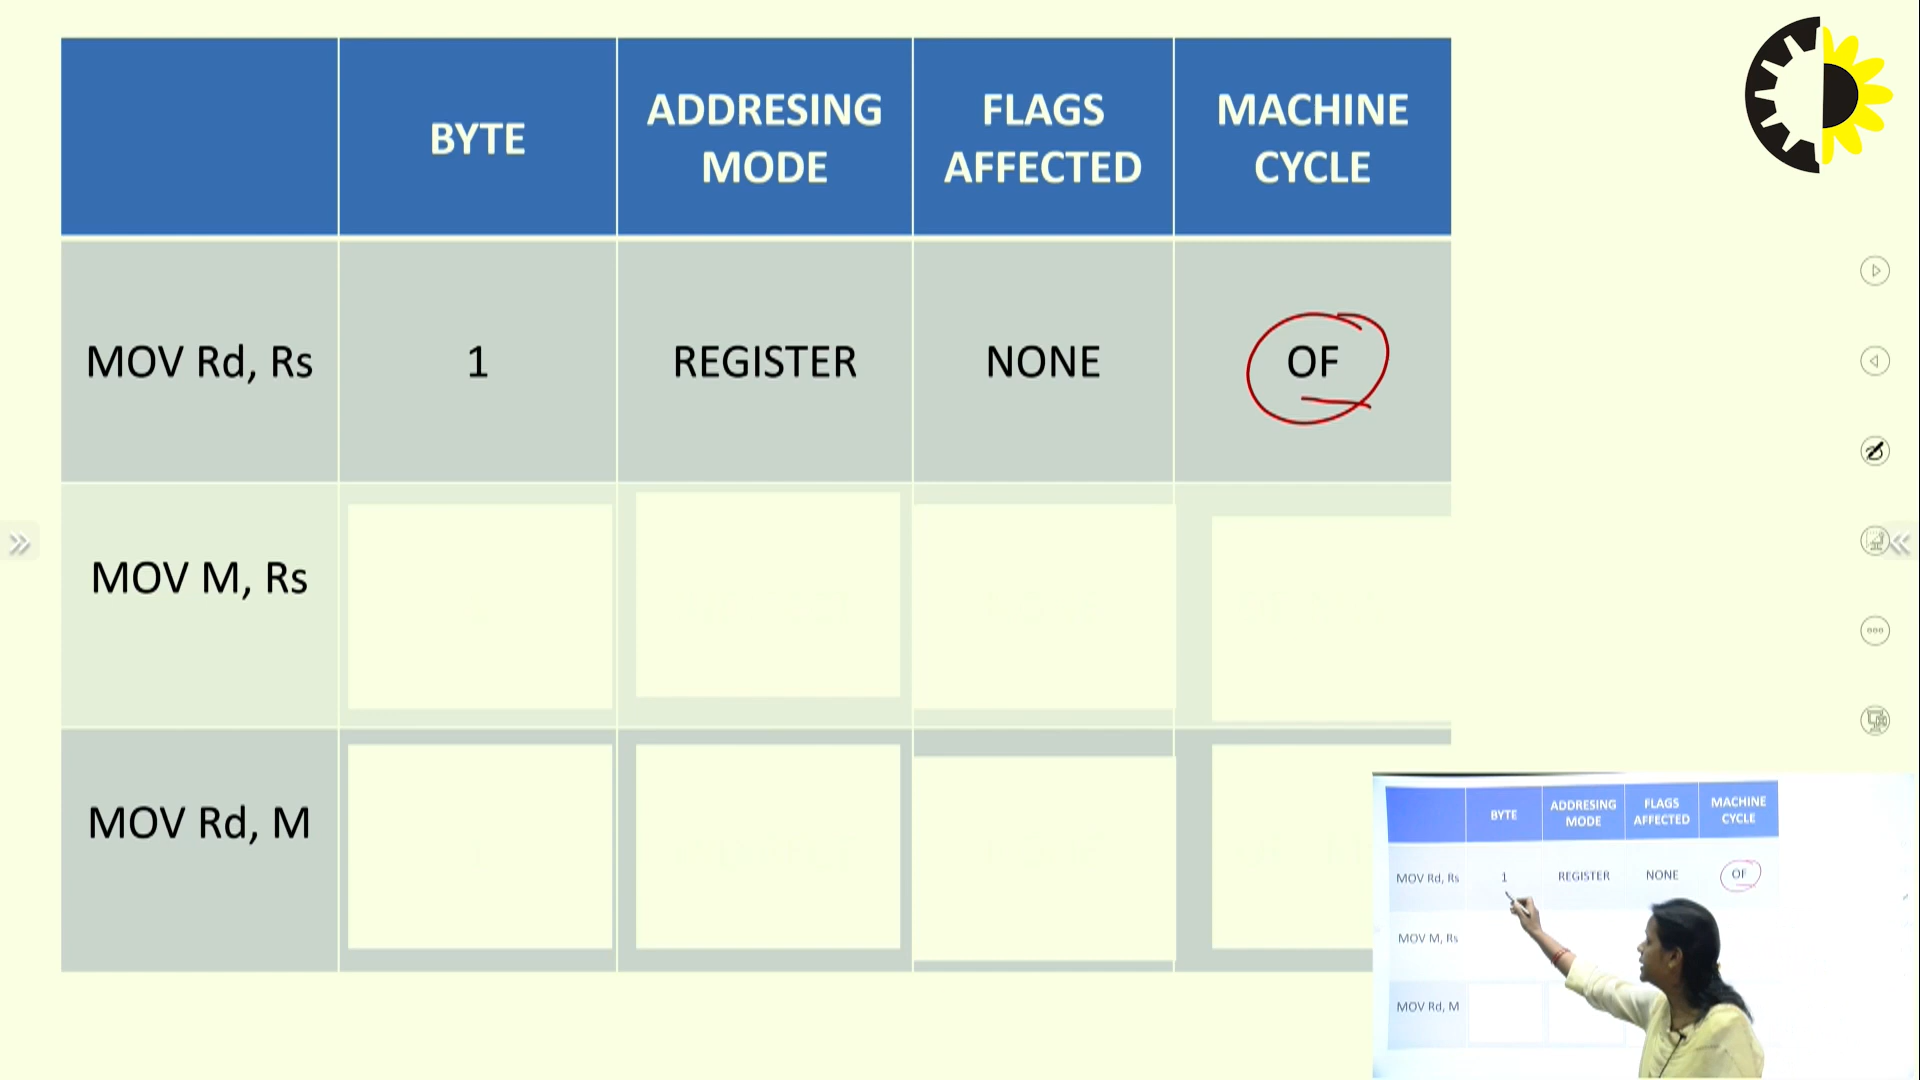 BYTE
ADDRESING
MODE
FLAGS
AFFECTED
MACHINE
CYCLE
MOV Rd, Rs
1
REGISTER
NONE
OF
MOV M, Rs
MOV Rd, M
BYTE
ADDRESING
MODE
FLAGS
AFFECTED
MACHINE
CYCLE
MOV Rd, Rs
1
REGISTER
NONE
OF
MOV M, Rs
MOV Rd, M